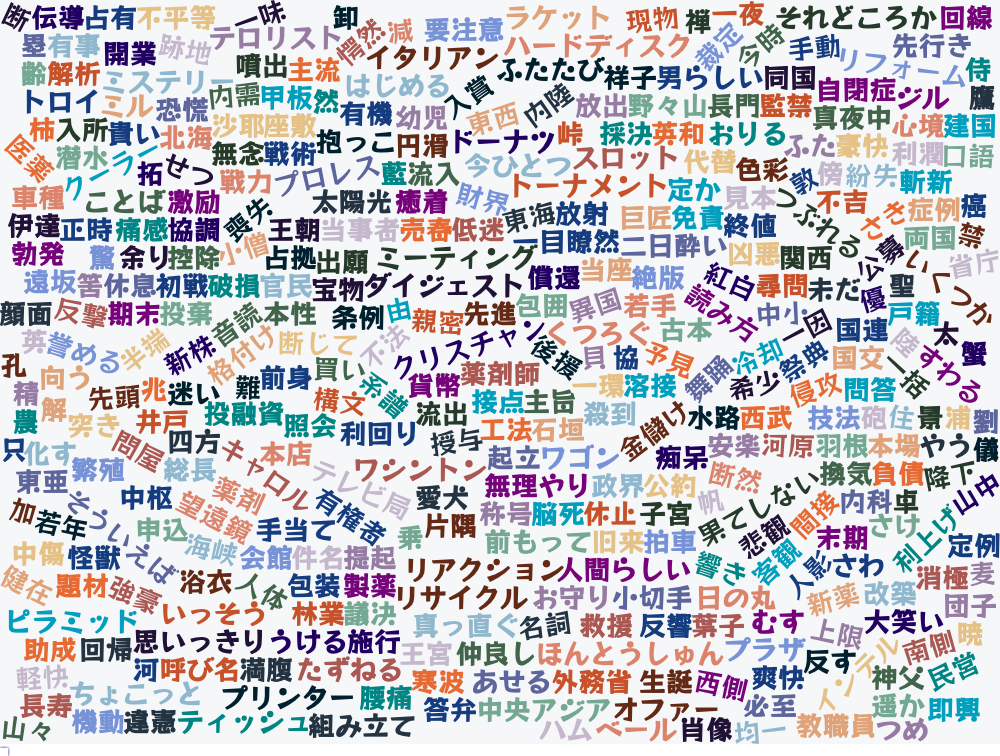 断 伝導 占有 不平等 一味 卸 愕然 減 要注意 ラケット 現物 禅 一夜 それどころか 回線
塁 有事 開業 跡地 テロリスト イタリアン ハードディスク 裁定 今時 手動 リフォーム 先行き
齢 解析 ミステリー 噴出 主流 はじめる 入賞 ふたたび 祥子 男らしい 同国 自閉症 ジル 侍 鷹
トロイ ミル 恐慌 内需 甲板 然 有機 幼児 東西 内陸 放出 野々山 長門 監禁 真夜中 心境 建国
柿 入所 責い 北海 沙耶 座敷 抱っこ 円滑 ドーナツ 峠 採決 英和 おりる ふた 豪快 利潤 口語
医薬 潜水 クーラー 拓 せつ 無念 戦術 プロレス 藍 流入 今ひとつ スロット 代替 色彩 敦 傍 紛失 斬新
車種 ことば 激励 戦力 太陽光 癒着 財界 トーナメント 定か 見本 つぶれる 不吉 さき 症例 癌
伊達 正時 痛感 協調 喪失 王朝 当事者 売春 低迷 東海 放射 巨匠 免責 終値 両国 禁
勃発 驚 余り 控除 小僧 占拠 出願 ミーティング 一目瞭然 二日酔い 凶悪 関西 公募 いくつか 省庁
遠坂 答 休息 初戦 破損 官民 宝物 ダイジェスト 償還 当座 絶版 紅白 尋問 未だ 優 聖
顔面 反撃 期末 投棄 音読 本性 条例 由 親密 先進 包囲 異国 若手 読み方 中小 一因 国連 戸籍 太
英 誉める 半端 新株 格付け 断じて 不法 クリスチャン 後援 くつろぐ 古本 冷却 祭典 国文 陸 すわる 蟹
孔 向う 先頭 兆 迷い 難 前身 買い 系譜 貨幣 薬剤師 貝 協 予見 舞踊 希少 侵攻 問答 一括
精 農 解 突き 井戸 投融資 構文 照会 利回り 流出 接点 主旨 一環 溶接 殺到 金儲け 水路 西武 技法 砲 住 景 浦 劉
只 化す 問屋 四方 キャロル 本店 授与 工法 石垣 起立 ワゴン 痴呆 安楽 河原 羽根 本場 やう 儀
東亜 繁殖 総長 薬剤 テレビ局 ワシントン 無理やり 政界 公約 断然 果てしない 換気 負債 降下 山中
加 若年 そういえば 中枢 望遠鏡 有権者 愛犬 片隅 称号 脳死 休止 子宮 帆 悲観 間接 内科 卓
申込 海峡 手当て 乗 前もって 旧来 拍車 響き 客観 末期 さけ 利上げ 定例
中傷 怪獣 会館 件名 提起 リアクション 人間らしい 人影 さわ 消極 麦
健在 題材 強豪 浴衣 人体 包装 製薬 リサイクル お守り 小切手 日の丸 新薬 改築 団子
ピラミッド いっそう 林業 議決 真っ直ぐ 名詞 救援 反響 葉子 むす 上限 大笑い 暁
助成 回帰 思いっきり うける 施行 王宮 仲良し ほんとう しゅん プラザ 反す インテル 南側
軽快 河 呼び名 満腹 たずねる 寒波 あせる 外務省 生誕 西側 爽快 神父 民営
長寿 ちょこっと プリンター 腰痛 答弁 中央アジア オファー 必至 遥か 即興
山々 機動 違憲 ティッシュ 組み立て ハム ベール 肖像 均一 教職員 つめ